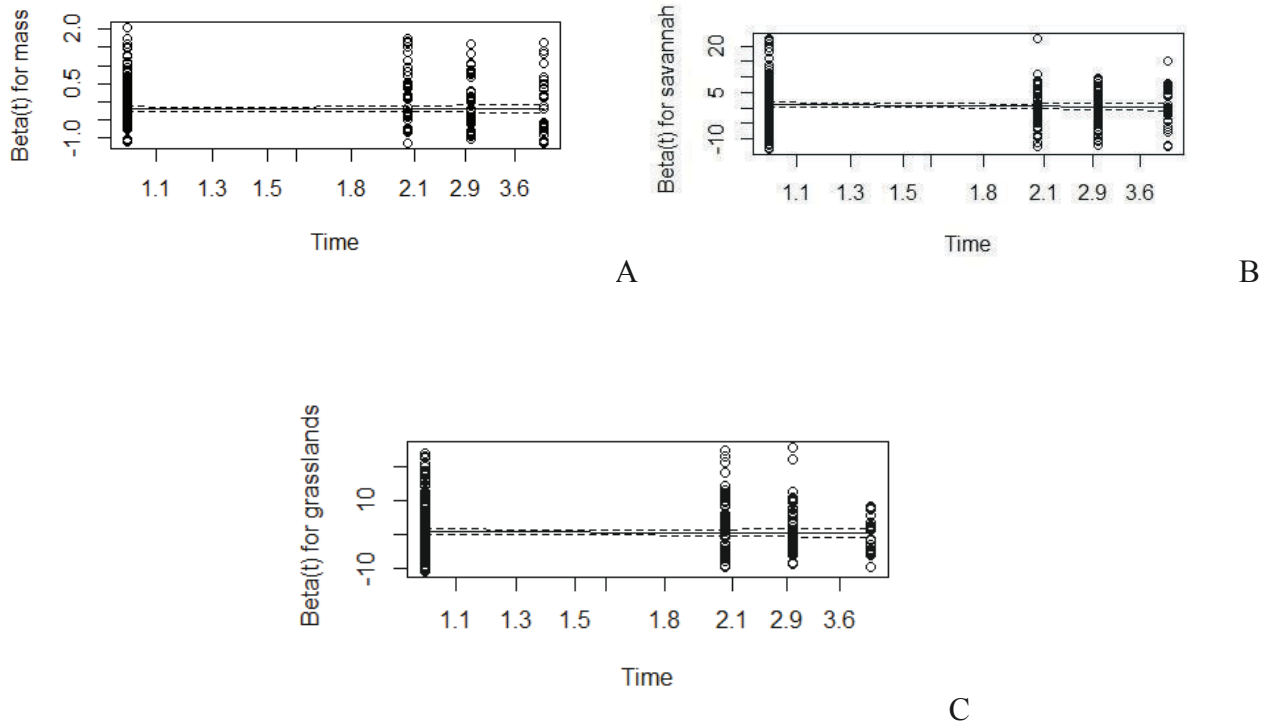 Beta(t) for mass
2.0
0.5
-1.0
1.1 1.3 1.5 1.8 2.1 2.9 3.6
Time
A
Beta(t) for savannah
20
5
-10
1.1 1.3 1.5 1.8 2.1 2.9 3.6
Time
B
Beta(t) for grasslands
10
-10
1.1 1.3 1.5 1.8 2.1 2.9 3.6
Time
C